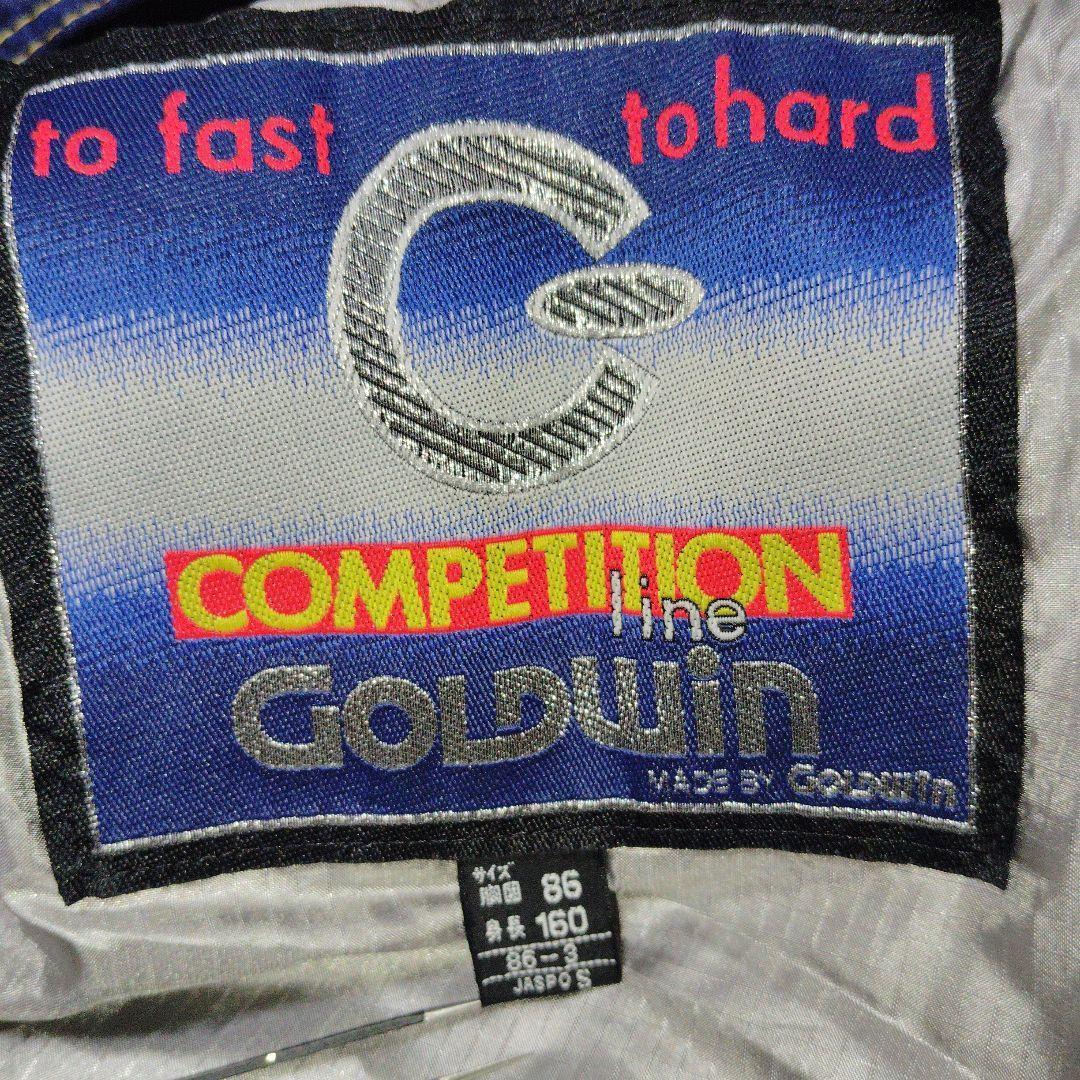 to fast to hard
COMPETITION
line
GOLDWin
MADE BY GOLDWin
サイズ
胸囲 86
身長 160
86-3
JASPO S